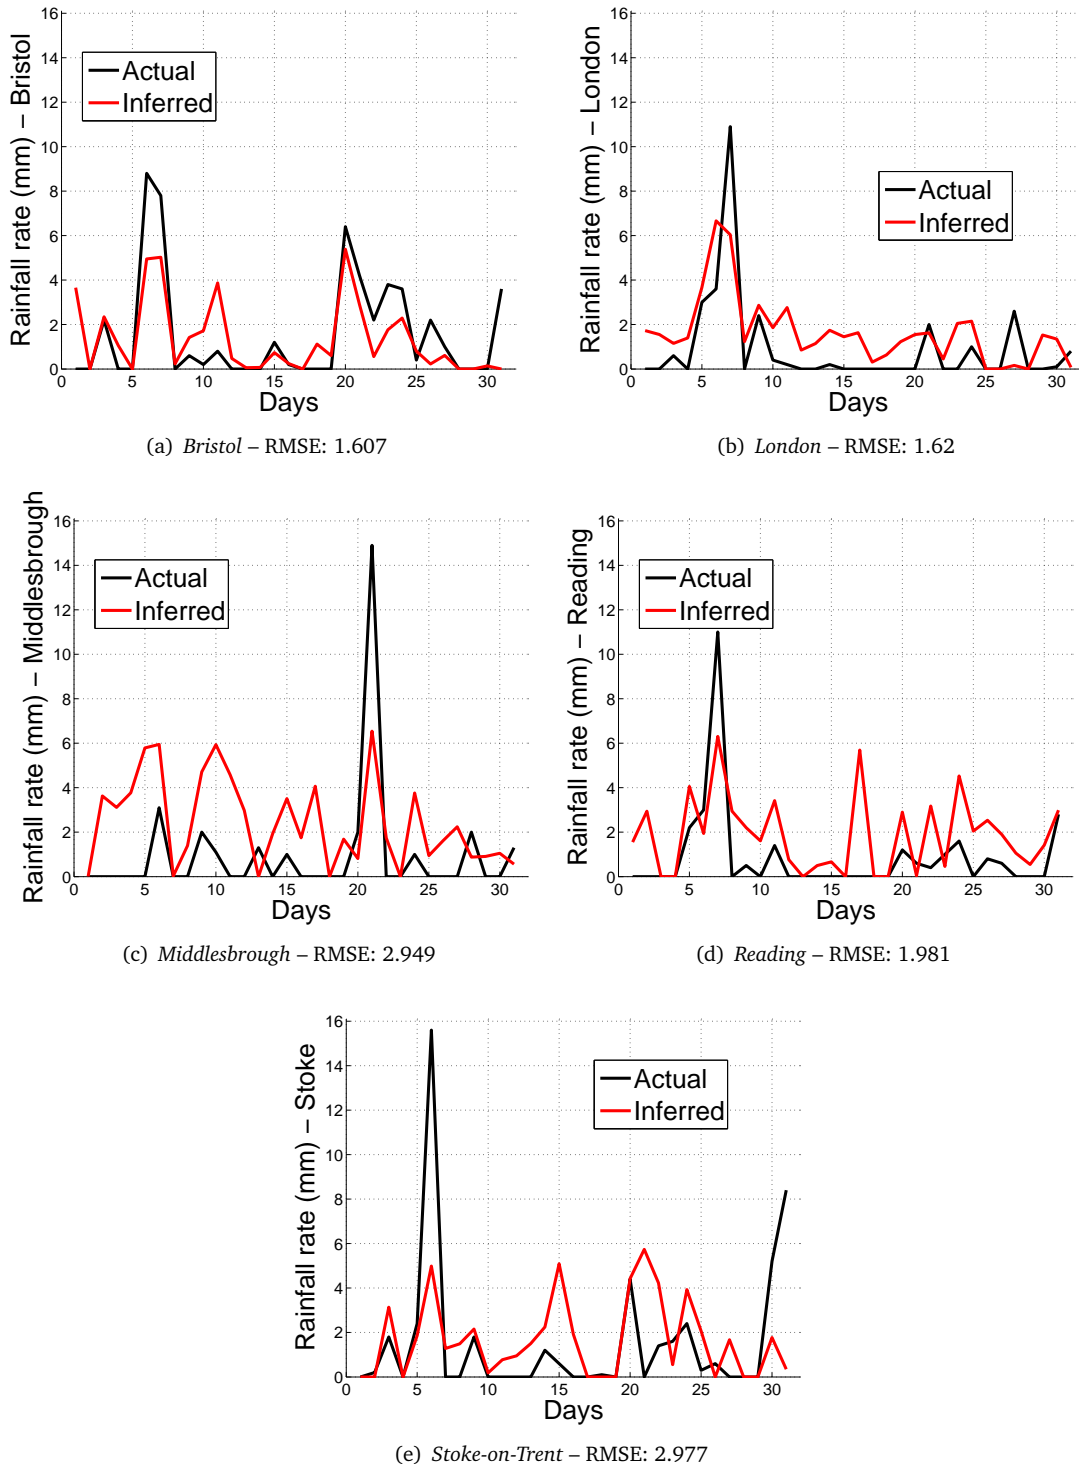 16
14
12
10
8
6
4
2
0
Rainfall rate (mm) – Bristol
Actual
Inferred
0 5 10 15 20 25 30
Days
(a) Bristol – RMSE: 1.607
16
14
12
10
8
6
4
2
0
Rainfall rate (mm) – London
Actual
Inferred
0 5 10 15 20 25 30
Days
(b) London – RMSE: 1.62
16
14
12
10
8
6
4
2
0
Rainfall rate (mm) – Middlesbrough
Actual
Inferred
0 5 10 15 20 25 30
Days
(c) Middlesbrough – RMSE: 2.949
16
14
12
10
8
6
4
2
0
Rainfall rate (mm) – Reading
Actual
Inferred
0 5 10 15 20 25 30
Days
(d) Reading – RMSE: 1.981
16
14
12
10
8
6
4
2
0
Rainfall rate (mm) – Stoke
Actual
Inferred
0 5 10 15 20 25 30
Days
(e) Stoke-on-Trent – RMSE: 2.977